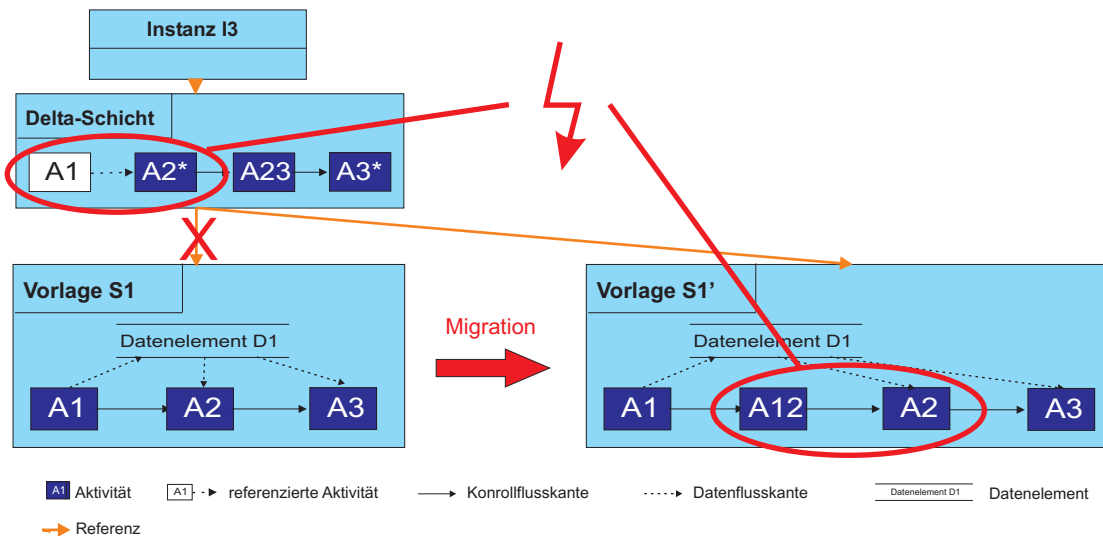 Instanz I3
Delta-Schicht
A1 A2* A23 A3*
X
Vorlage S1
Datenelement D1
A1 A2 A3
Migration
Vorlage S1’
Datenelement D1
A1 A12 A2 A3
A1 Aktivität A1 referenzierte Aktivität Konrollflusskante Datenflusskante Datenelement D1 Datenelement
Referenz